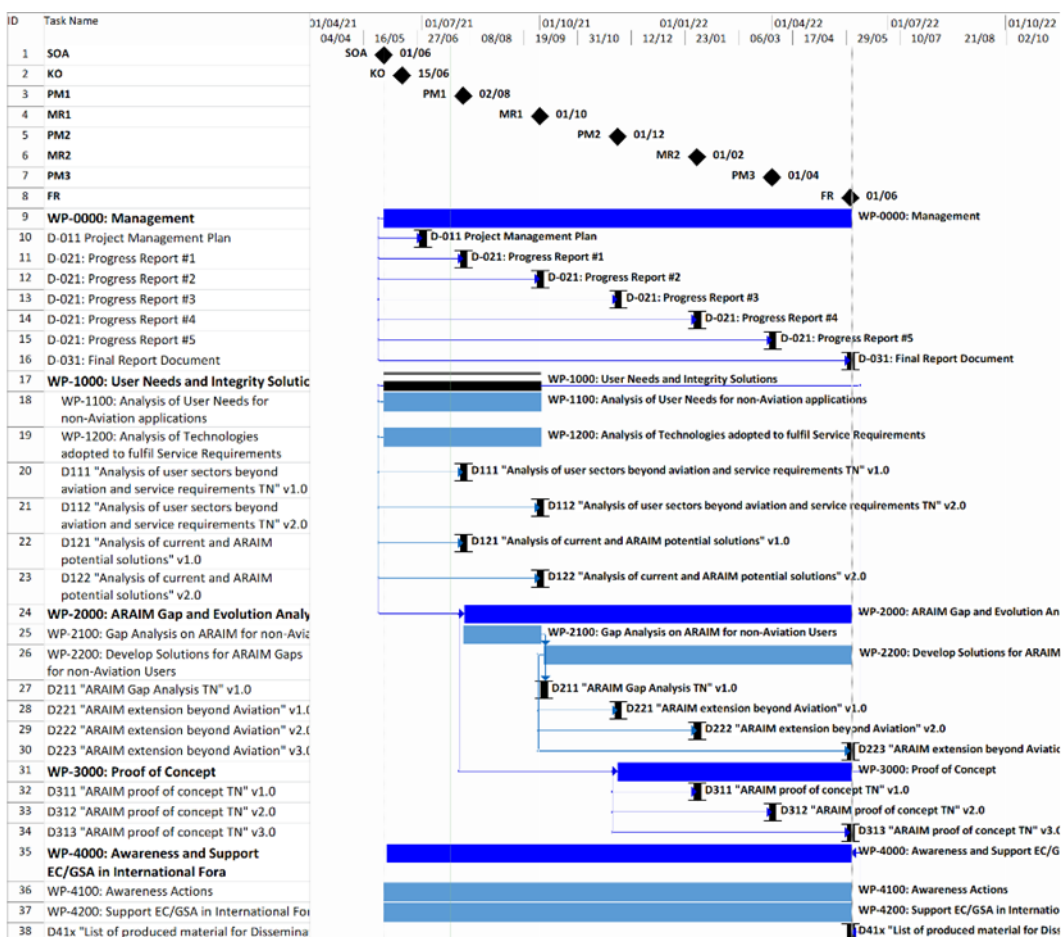 ID Task Name 01/04/21 01/07/21 01/10/21 01/01/22 01/04/22 01/07/22 01/10/22
04/04 16/05 27/06 08/08 19/09 31/10 12/12 23/01 06/03 17/04 29/05 10/07 21/08 02/10
1 SOA SOA 01/06
2 KO KO 15/06
3 PM1 PM1 02/08
4 MR1 MR1 01/10
5 PM2 PM2 01/12
6 MR2 MR2 01/02
7 PM3 PM3 01/04
8 FR FR 01/06
9 WP-0000: Management WP-0000: Management
10 D-011 Project Management Plan D-011 Project Management Plan
11 D-021: Progress Report #1 D-021: Progress Report #1
12 D-021: Progress Report #2 D-021: Progress Report #2
13 D-021: Progress Report #3 D-021: Progress Report #3
14 D-021: Progress Report #4 D-021: Progress Report #4
15 D-021: Progress Report #5 D-021: Progress Report #5
16 D-031: Final Report Document D-031: Final Report Document
17 WP-1000: User Needs and Integrity Solutic WP-1000: User Needs and Integrity Solutions
18 WP-1100: Analysis of User Needs for WP-1100: Analysis of User Needs for non-Aviation applications
non-Aviation applications
19 WP-1200: Analysis of Technologies WP-1200: Analysis of Technologies adopted to fulfil Service Requirements
adopted to fulfil Service Requirements
20 D111 "Analysis of user sectors beyond D111 "Analysis of user sectors beyond aviation and service requirements TN" v1.0
aviation and service requirements TN" v1.0
21 D112 "Analysis of user sectors beyond D112 "Analysis of user sectors beyond aviation and service requirements TN" v2.0
aviation and service requirements TN" v2.0
22 D121 "Analysis of current and ARAIM D121 "Analysis of current and ARAIM potential solutions" v1.0
potential solutions" v1.0
23 D122 "Analysis of current and ARAIM D122 "Analysis of current and ARAIM potential solutions" v2.0
potential solutions" v2.0
24 WP-2000: ARAIM Gap and Evolution Analy WP-2000: ARAIM Gap and Evolution An
25 WP-2100: Gap Analysis on ARAIM for non-Avia WP-2100: Gap Analysis on ARAIM for non-Aviation Users
26 WP-2200: Develop Solutions for ARAIM Gaps WP-2200: Develop Solutions for ARAIM
for non-Aviation Users
27 D211 "ARAIM Gap Analysis TN" v1.0 D211 "ARAIM Gap Analysis TN" v1.0
28 D221 "ARAIM extension beyond Aviation" v1.0 D221 "ARAIM extension beyond Aviation" v1.0
29 D222 "ARAIM extension beyond Aviation" v2.0 D222 "ARAIM extension beyond Aviation" v2.0
30 D223 "ARAIM extension beyond Aviation" v3.0 D223 "ARAIM extension beyond Aviatic
31 WP-3000: Proof of Concept WP-3000: Proof of Concept
32 D311 "ARAIM proof of concept TN" v1.0 D311 "ARAIM proof of concept TN" v1.0
33 D312 "ARAIM proof of concept TN" v2.0 D312 "ARAIM proof of concept TN" v2.0
34 D313 "ARAIM proof of concept TN" v3.0 D313 "ARAIM proof of concept TN" v3.0
35 WP-4000: Awareness and Support WP-4000: Awareness and Support EC/G
EC/GSA in International Fora
36 WP-4100: Awareness Actions WP-4100: Awareness Actions
37 WP-4200: Support EC/GSA in International For WP-4200: Support EC/GSA in Internatio
38 D41x "List of produced material for Dissemina D41x "List of produced material for Diss